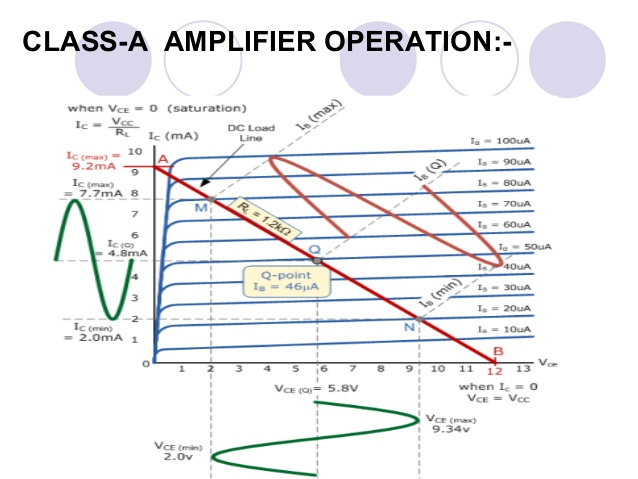 CLASS-A AMPLIFIER OPERATION:-
when VCE = 0 (saturation)
IC = VCC / RL
IC (mA)
DC Load
Line
IB (max)
IB (Q)
IB (min)
IC (max) =
9.2mA
A
IC (max)
= 7.7mA
IC (Q)
= 4.8mA
IC (min)
= 2.0mA
10
9
8
7
6
4
3
2
1
0
M
RL = 1.2kΩ
Q
Q-point
IB = 46µA
N
B
IB = 100uA
IB = 90uA
IB = 80uA
IB = 70uA
IB = 60uA
IB = 50uA
IB = 40uA
IB = 30uA
IB = 20uA
IB = 10uA
1 2 3 4 5 6 7 8 9 10 11 12 13 Vce
when IC = 0
VCE = VCC
VCE (Q) = 5.8V
VCE (max)
9.34v
VCE (min)
2.0v